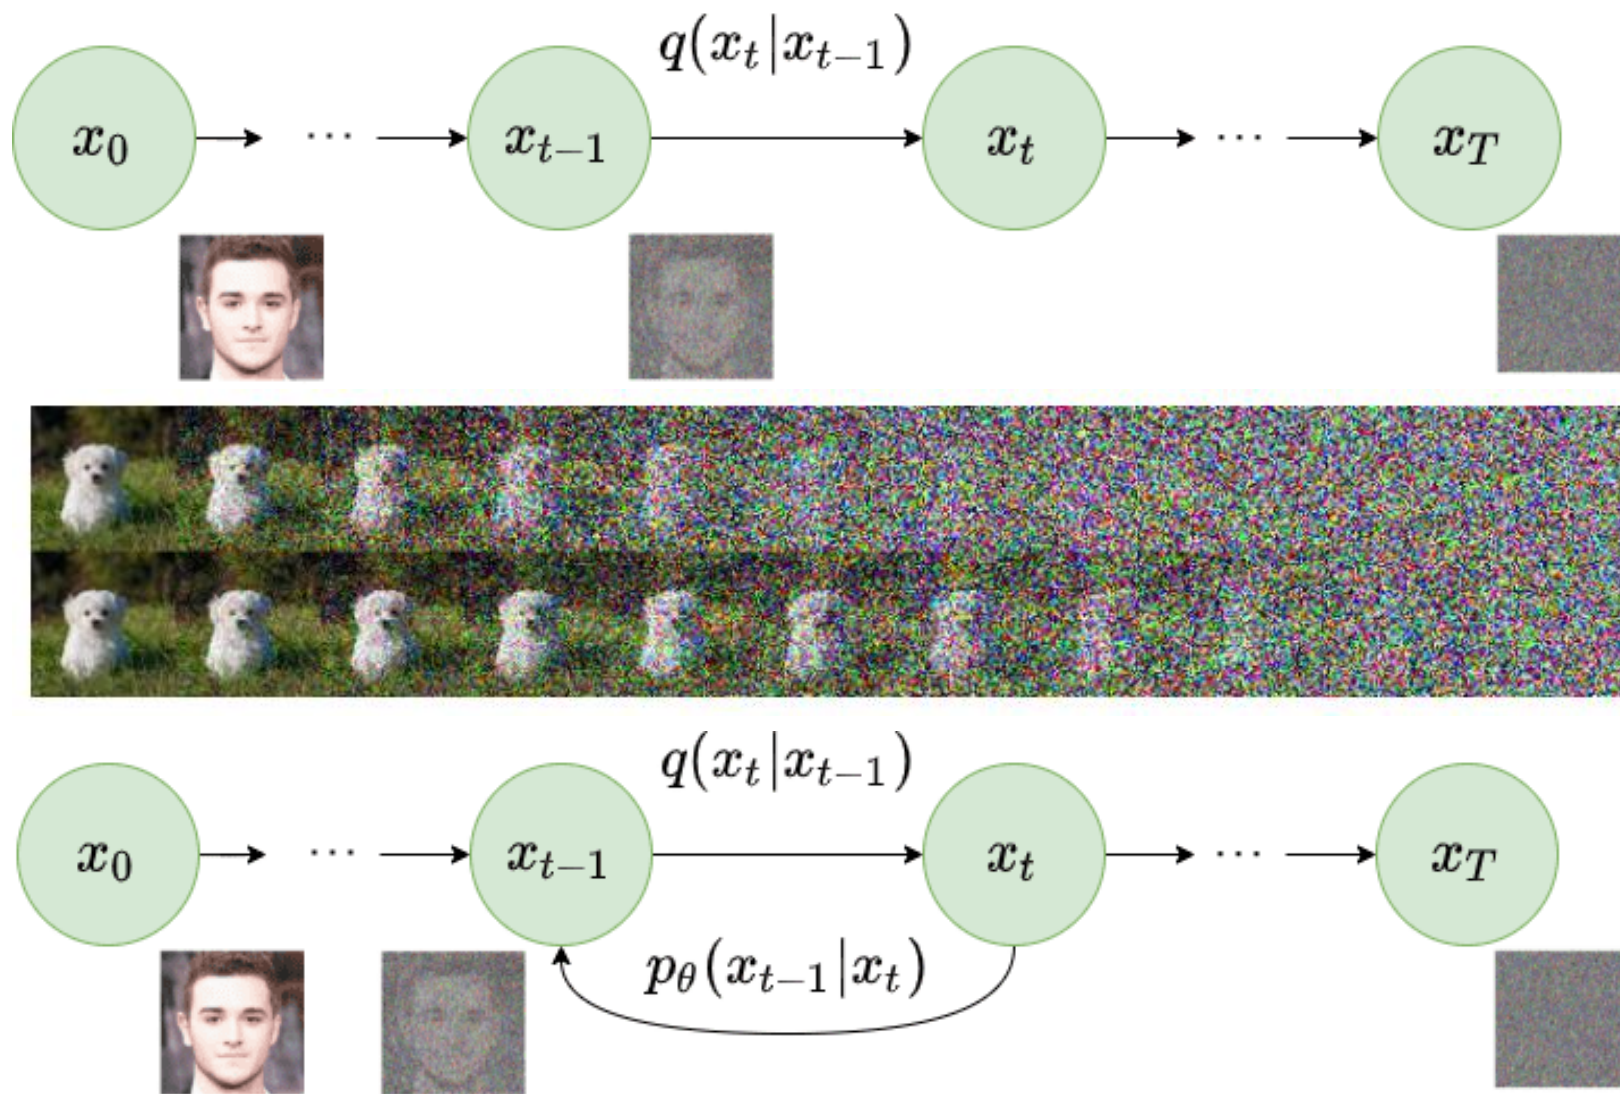 q(x_t|x_{t-1})
x_0 ··· x_{t-1} x_t ··· x_T
q(x_t|x_{t-1})
x_0 ··· x_{t-1} x_t ··· x_T
p_θ(x_{t-1}|x_t)